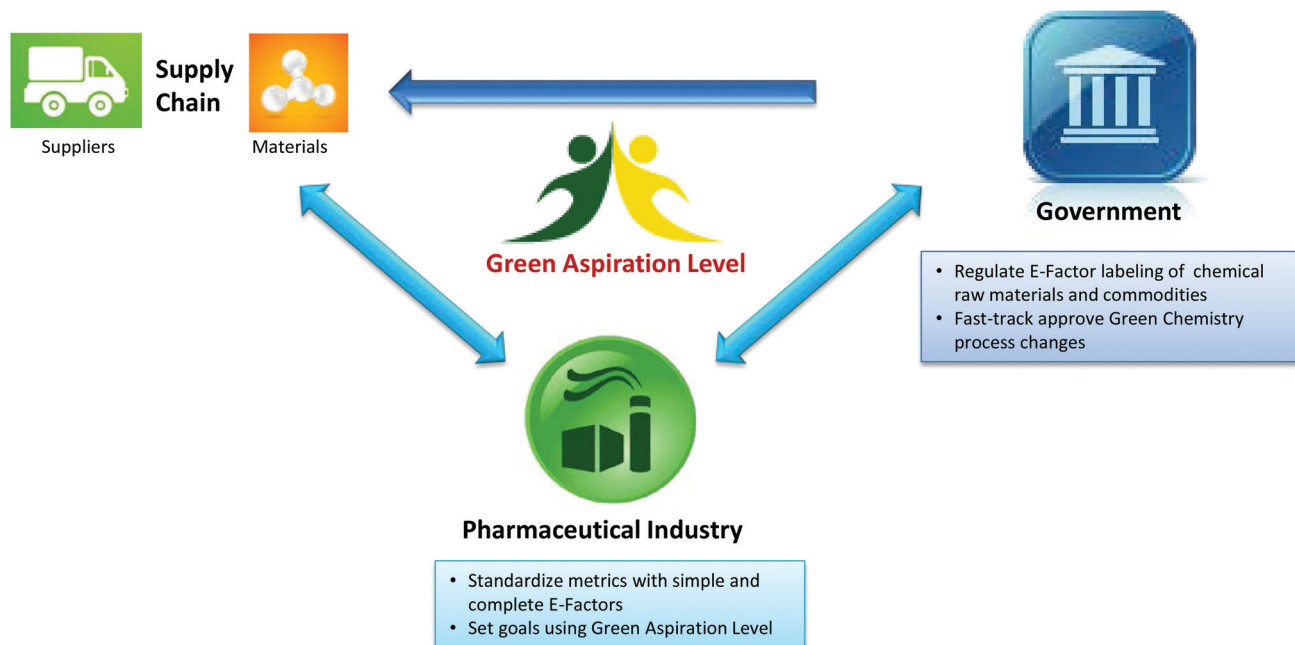 Supply
Chain
Suppliers
Materials
Green Aspiration Level
Government
• Regulate E-Factor labeling of chemical
raw materials and commodities
• Fast-track approve Green Chemistry
process changes
Pharmaceutical Industry
• Standardize metrics with simple and
complete E-Factors
• Set goals using Green Aspiration Level